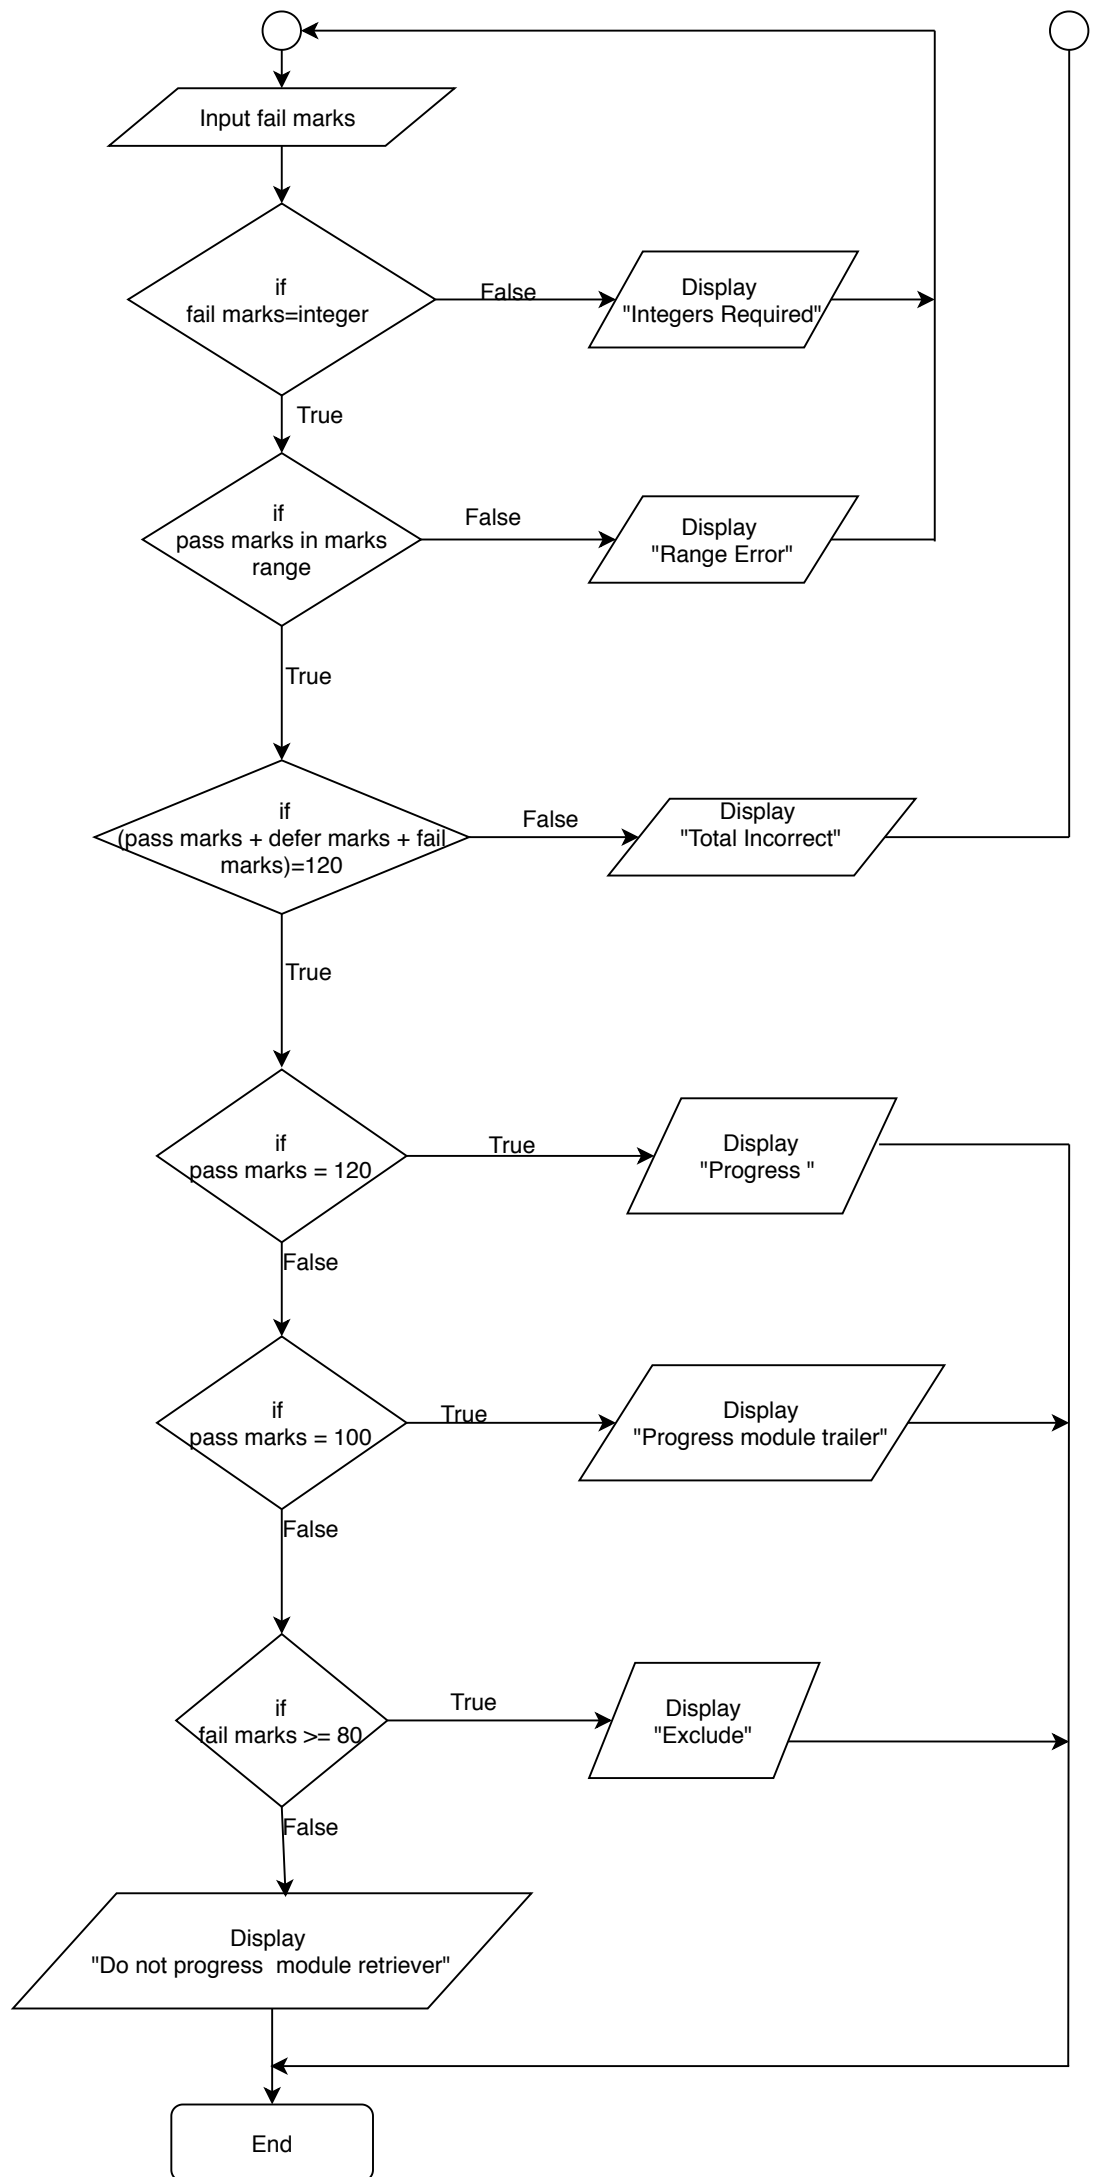 Input fail marks
if
fail marks=integer
False
Display
"Integers Required"
True
if
pass marks in marks
range
False
Display
"Range Error"
True
if
(pass marks + defer marks + fail
marks)=120
False
Display
"Total Incorrect"
True
if
pass marks = 120
True
Display
"Progress "
False
if
pass marks = 100
True
Display
"Progress module trailer"
False
if
fail marks >= 80
True
Display
"Exclude"
False
Display
"Do not progress  module retriever"
End